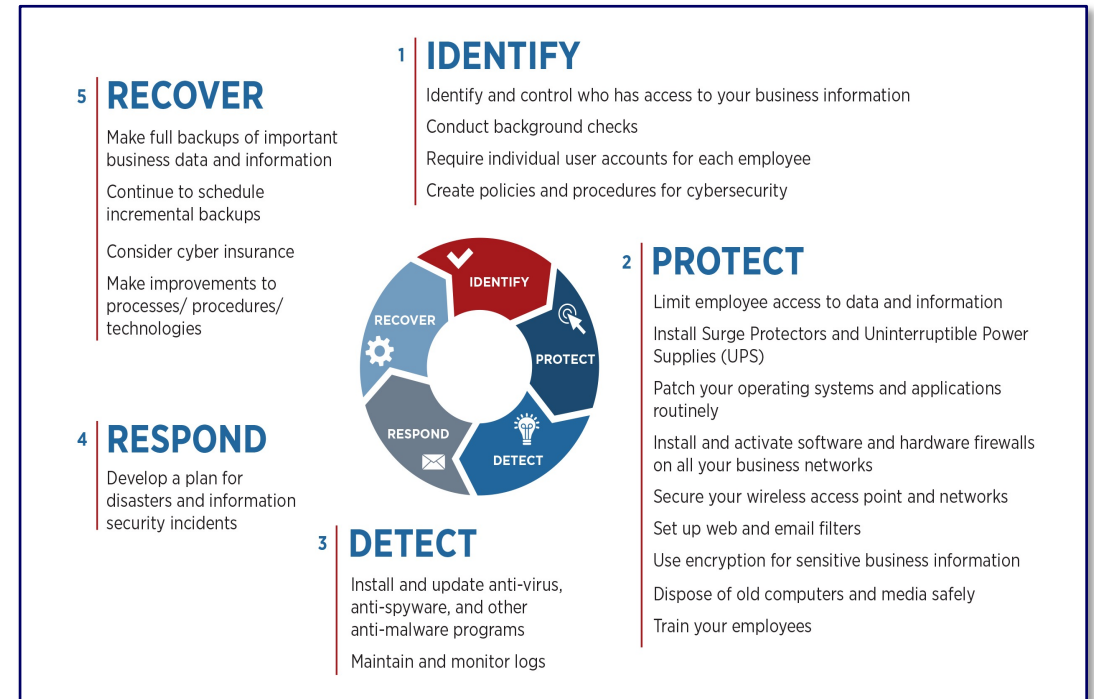 1 IDENTIFY
Identify and control who has access to your business information
Conduct background checks
Require individual user accounts for each employee
Create policies and procedures for cybersecurity
2 PROTECT
Limit employee access to data and information
Install Surge Protectors and Uninterruptible Power
Supplies (UPS)
Patch your operating systems and applications
routinely
Install and activate software and hardware firewalls
on all your business networks
Secure your wireless access point and networks
Set up web and email filters
Use encryption for sensitive business information
Dispose of old computers and media safely
Train your employees
3 DETECT
Install and update anti-virus,
anti-spyware, and other
anti-malware programs
Maintain and monitor logs
4 RESPOND
Develop a plan for
disasters and information
security incidents
5 RECOVER
Make full backups of important
business data and information
Continue to schedule
incremental backups
Consider cyber insurance
Make improvements to
processes/ procedures/
technologies
IDENTIFY
PROTECT
DETECT
RESPOND
RECOVER